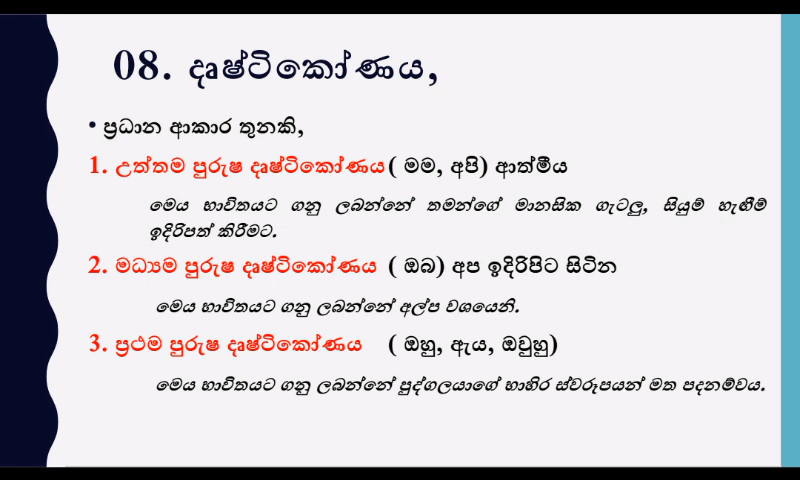 08. දෘෂ්ටිකෝණය,
• ප්‍රධාන ආකාර තුනකි,
1. උත්තම පුරුෂ දෘෂ්ටිකෝණය ( මම, අපි) ආත්මීය
මෙය භාවිතයට ගනු ලබන්නේ තමන්ගේ මානසික ගැටලු, සියුම් හැඟීම්
ඉදිරිපත් කිරීමට.
2. මධ්‍යම පුරුෂ දෘෂ්ටිකෝණය ( ඔබ) අප ඉදිරිපිට සිටින
මෙය භාවිතයට ගනු ලබන්නේ අල්ප වශයෙනි.
3. ප්‍රථම පුරුෂ දෘෂ්ටිකෝණය ( ඔහු, ඇය, ඔවුහු)
මෙය භාවිතයට ගනු ලබන්නේ පුද්ගලයාගේ භාහිර ස්වරූපයන් මත පදනම්වය.